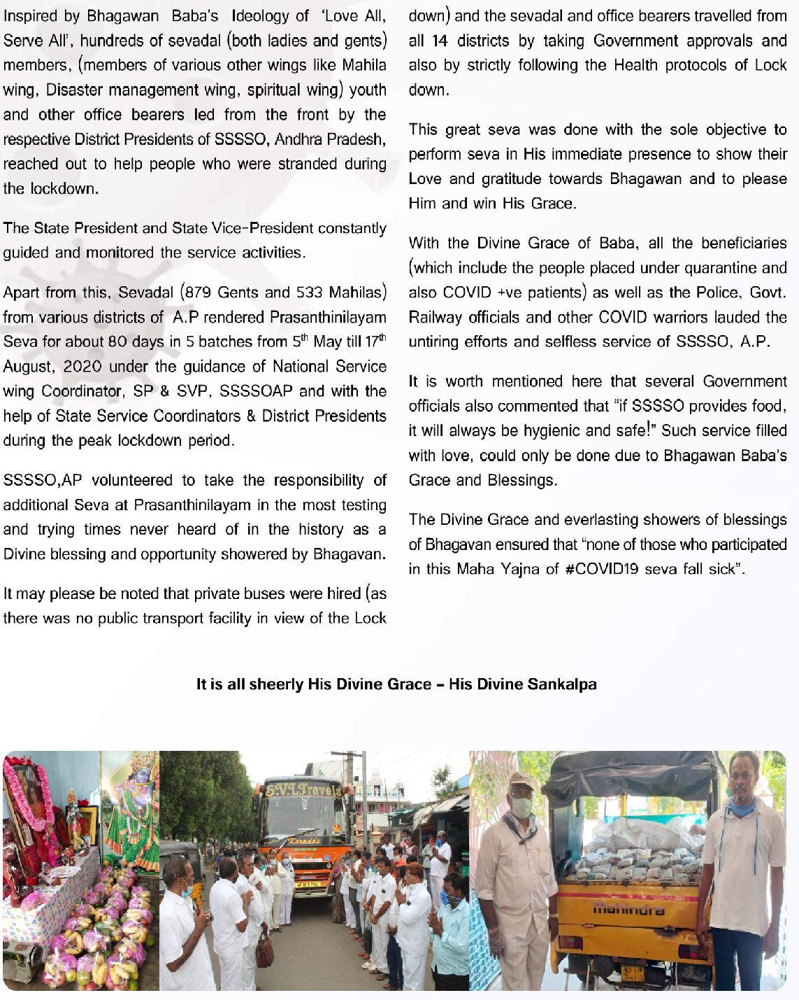 Inspired by Bhagawan Baba's Ideology of 'Love All,
Serve All', hundreds of sevadal (both ladies and gents)
members, (members of various other wings like Mahila
wing, Disaster management wing, spiritual wing) youth
and other office bearers led from the front by the
respective District Presidents of SSSSO, Andhra Pradesh,
reached out to help people who were stranded during
the lockdown.
The State President and State Vice-President constantly
guided and monitored the service activities.
Apart from this, Sevadal (879 Gents and 533 Mahilas)
from various districts of A.P rendered Prasanthinilayam
Seva for about 80 days in 5 batches from 5th May till 17th
August, 2020 under the guidance of National Service
wing Coordinator, SP & SVP, SSSSOAP and with the
help of State Service Coordinators & District Presidents
during the peak lockdown period.
SSSSO,AP volunteered to take the responsibility of
additional Seva at Prasanthinilayam in the most testing
and trying times never heard of in the history as a
Divine blessing and opportunity showered by Bhagavan.
It may please be noted that private buses were hired (as
there was no public transport facility in view of the Lock
down) and the sevadal and office bearers travelled from
all 14 districts by taking Government approvals and
also by strictly following the Health protocols of Lock
down.
This great seva was done with the sole objective to
perform seva in His immediate presence to show their
Love and gratitude towards Bhagawan and to please
Him and win His Grace.
With the Divine Grace of Baba, all the beneficiaries
(which include the people placed under quarantine and
also COVID +ve patients) as well as the Police, Govt.
Railway officials and other COVID warriors lauded the
untiring efforts and selfless service of SSSSO, A.P.
It is worth mentioned here that several Government
officials also commented that "if SSSSO provides food,
it will always be hygienic and safe!" Such service filled
with love, could only be done due to Bhagawan Baba's
Grace and Blessings.
The Divine Grace and everlasting showers of blessings
of Bhagavan ensured that "none of those who participated
in this Maha Yajna of #COVID19 seva fall sick".
It is all sheerly His Divine Grace – His Divine Sankalpa
S.V.L.Travels
Korada's
mahindra